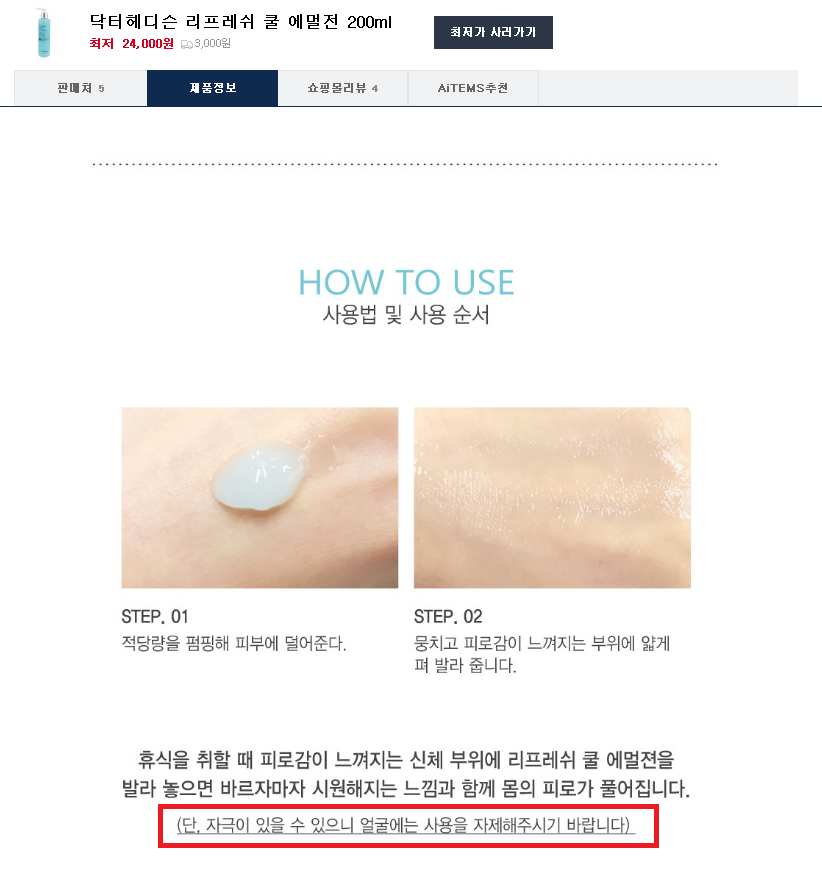 닥터헤디슨 리프레쉬 쿨 에멀전 200ml
최저 24,000원 3,000원
최저가 사러가기
판매처 5
제품정보
쇼핑몰리뷰 4
AiTEMS추천
HOW TO USE
사용법 및 사용 순서
STEP. 01
적당량을 펌핑해 피부에 덜어준다.
STEP. 02
뭉치고 피로감이 느껴지는 부위에 얇게
펴 발라 줍니다.
휴식을 취할 때 피로감이 느껴지는 신체 부위에 리프레쉬 쿨 에멀젼을
발라 놓으면 바르자마자 시원해지는 느낌과 함께 몸의 피로가 풀어집니다.
(단, 자극이 있을 수 있으니 얼굴에는 사용을 자제해주시기 바랍니다)